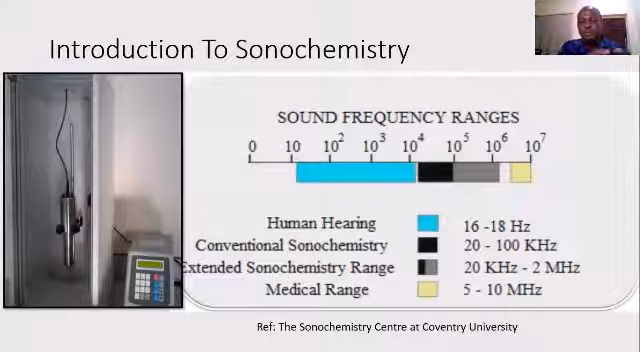 Introduction To Sonochemistry
SOUND FREQUENCY RANGES
0 10 10² 10³ 10⁴ 10⁵ 10⁶ 10⁷
Human Hearing 16 -18 Hz
Conventional Sonochemistry 20 - 100 KHz
Extended Sonochemistry Range 20 KHz - 2 MHz
Medical Range 5 - 10 MHz
Ref: The Sonochemistry Centre at Coventry University